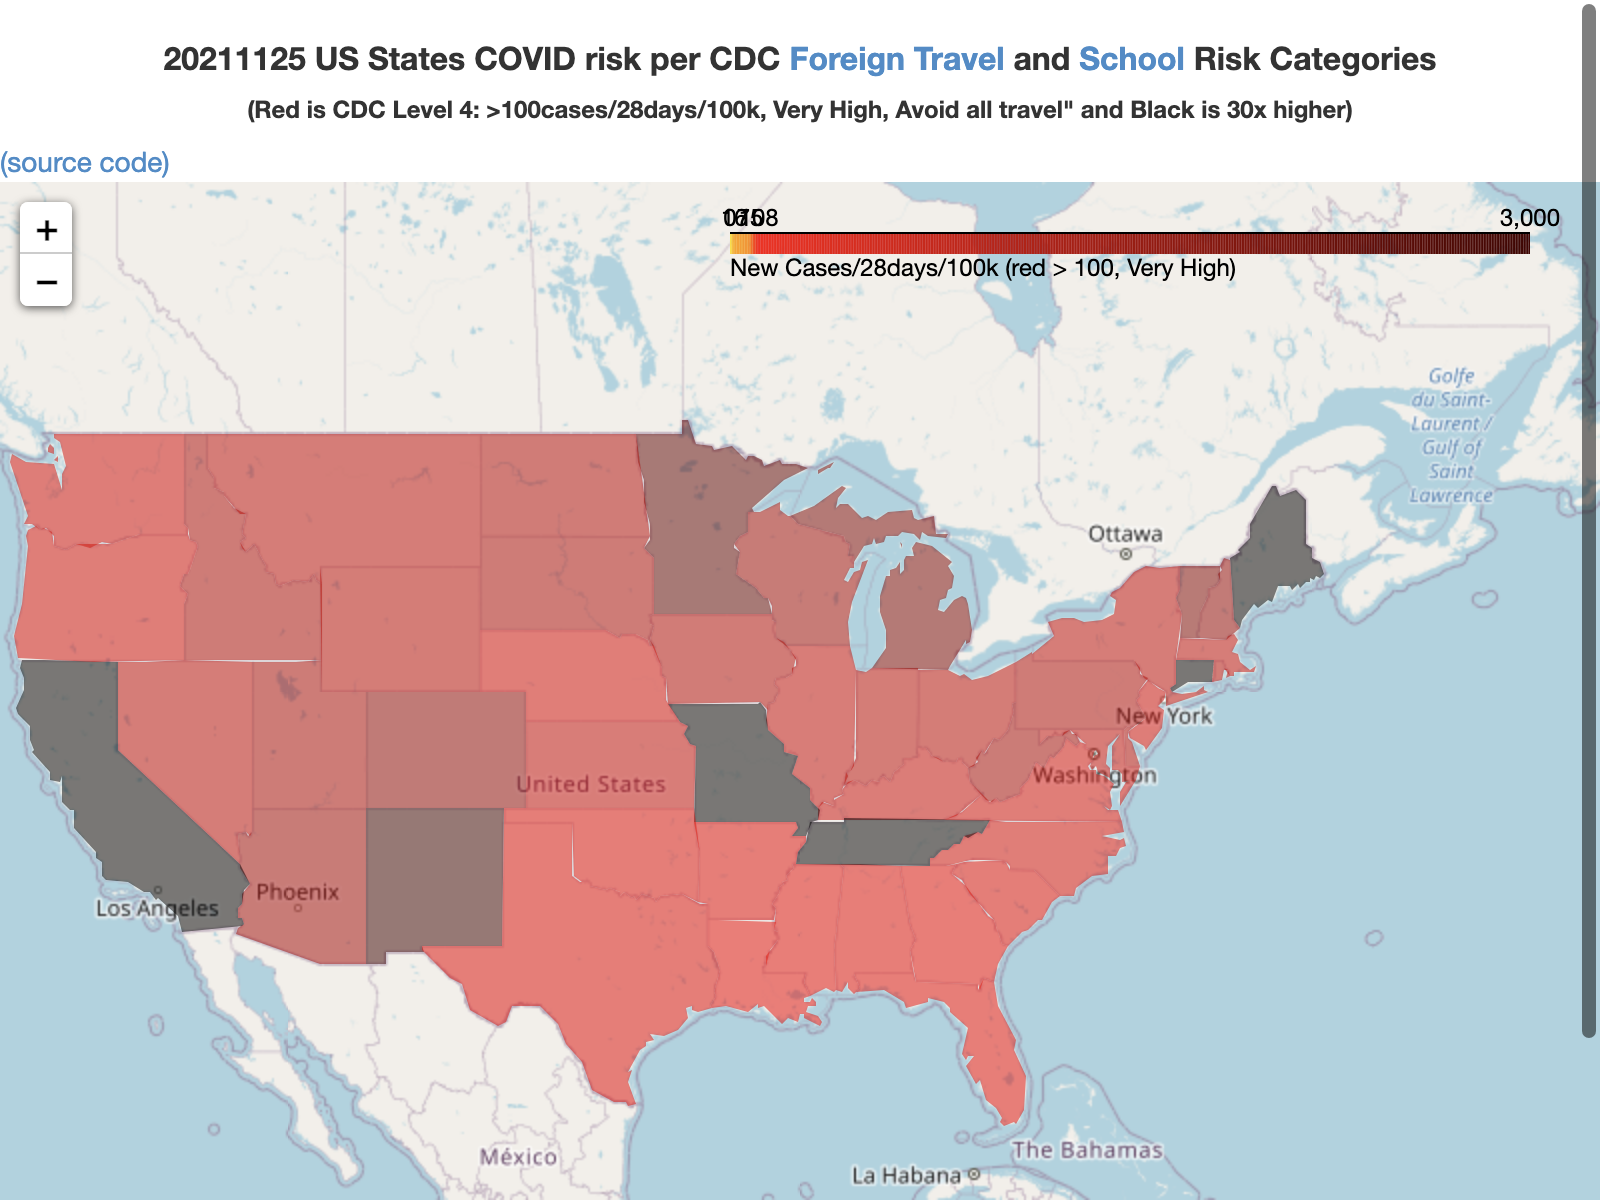 20211125 US States COVID risk per CDC Foreign Travel and School Risk Categories
(Red is CDC Level 4: >100cases/28days/100k, Very High, Avoid all travel" and Black is 30x higher)
(source code)
+
−
3,000
New Cases/28days/100k (red > 100, Very High)
Golfe
du Saint-
Laurent /
Gulf of
Saint
Lawrence
Ottawa
New York
Washington
United States
Phoenix
Los Angeles
The Bahamas
México
La Habana